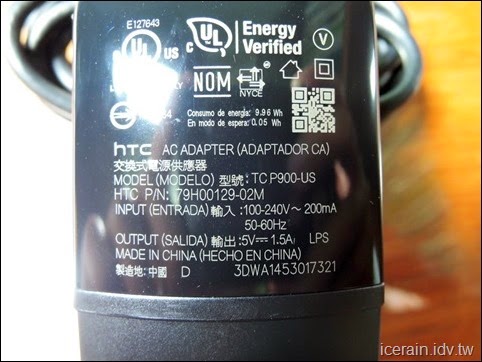 E127643
UL
US
c UL
Energy
Verified
V
NOM
NYCE
Consumo de energía: 9.96 Wh
En modo de espera: 0.05 Wh
htc AC ADAPTER (ADAPTADOR CA)
交換式電源供應器
MODEL (MODELO) 型號: TC P900-US
HTC P/N: 79H00129-02M
INPUT (ENTRADA) 輸入 : 100-240V～ 200mA
50-60Hz
OUTPUT (SALIDA) 輸出 : 5V⎓ 1.5A LPS
MADE IN CHINA (HECHO EN CHINA)
製造地: 中國 D 3DWA1453017321
icerain.idv.tw